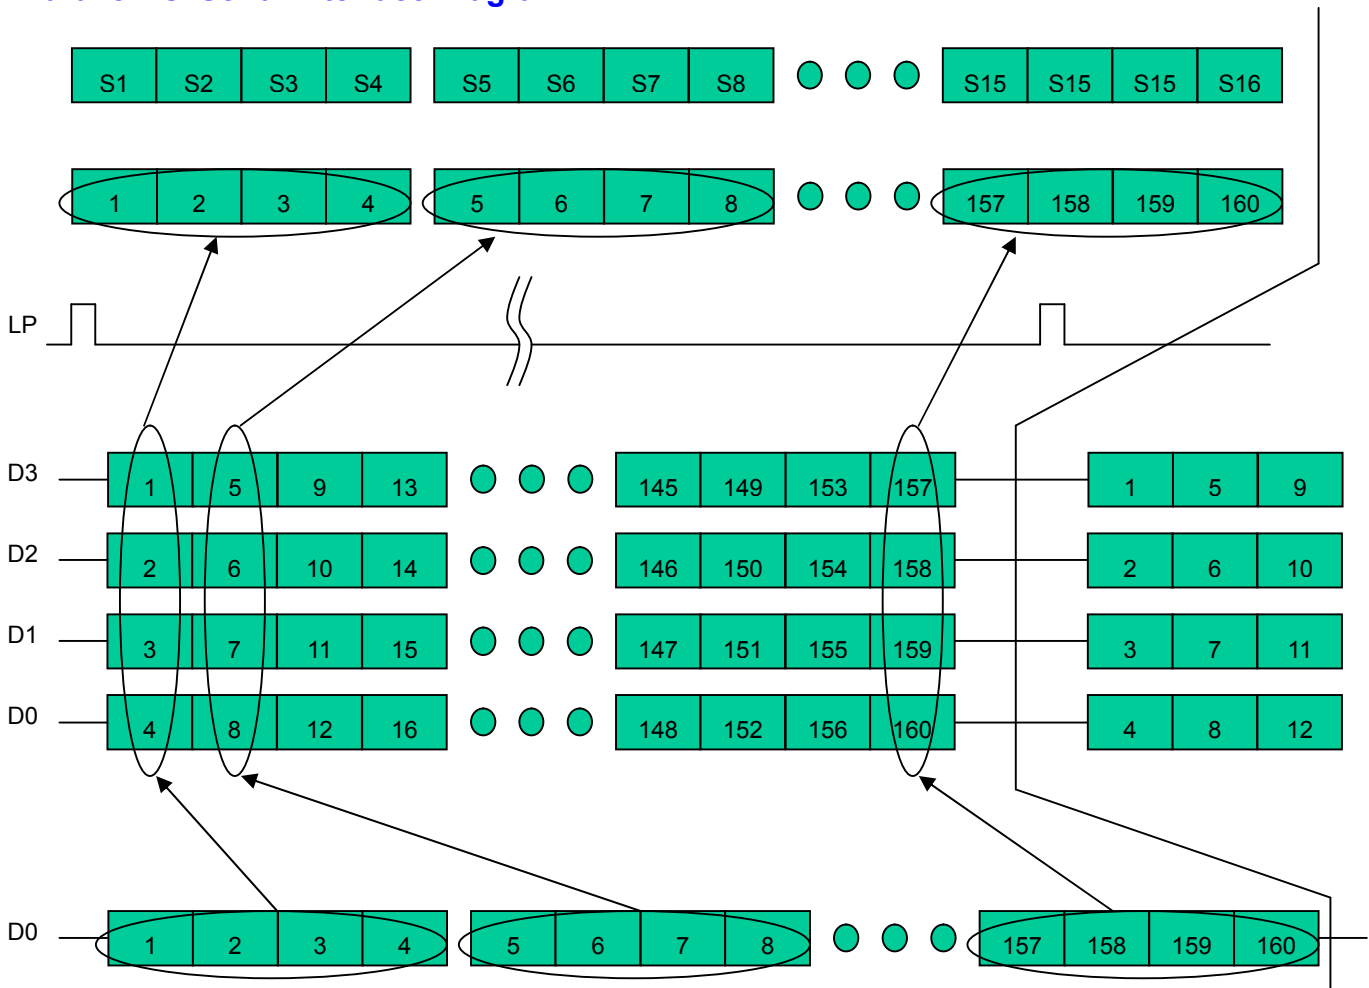 S1 S2 S3 S4 S5 S6 S7 S8 S15 S15 S15 S16
1 2 3 4 5 6 7 8 157 158 159 160
LP
D3 1 5 9 13 145 149 153 157 1 5 9
D2 2 6 10 14 146 150 154 158 2 6 10
D1 3 7 11 15 147 151 155 159 3 7 11
D0 4 8 12 16 148 152 156 160 4 8 12
D0 1 2 3 4 5 6 7 8 157 158 159 160